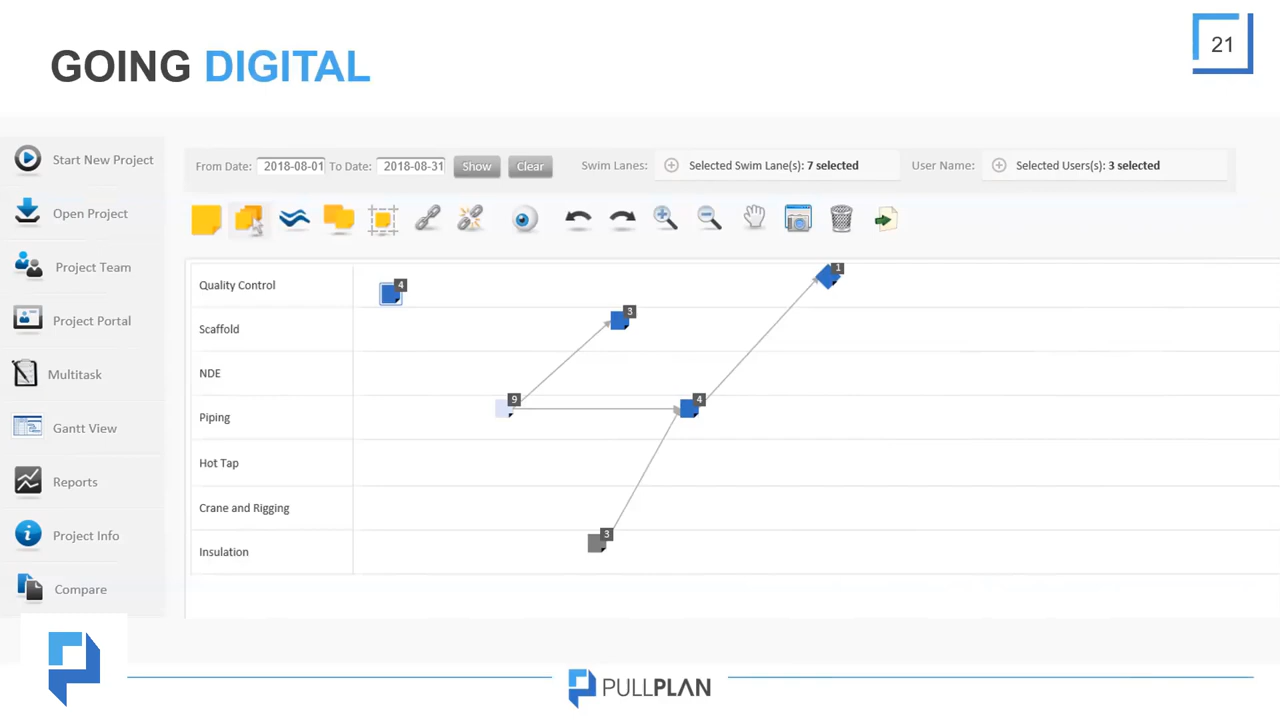 GOING DIGITAL
21
Start New Project
Open Project
Project Team
Project Portal
Multitask
Gantt View
Reports
Project Info
Compare
From Date: 2018-08-01 To Date: 2018-08-31 Show Clear Swim Lanes: Selected Swim Lane(s): 7 selected User Name: Selected Users(s): 3 selected
Quality Control
Scaffold
NDE
Piping
Hot Tap
Crane and Rigging
Insulation
4
1
3
9
4
3
PULLPLAN